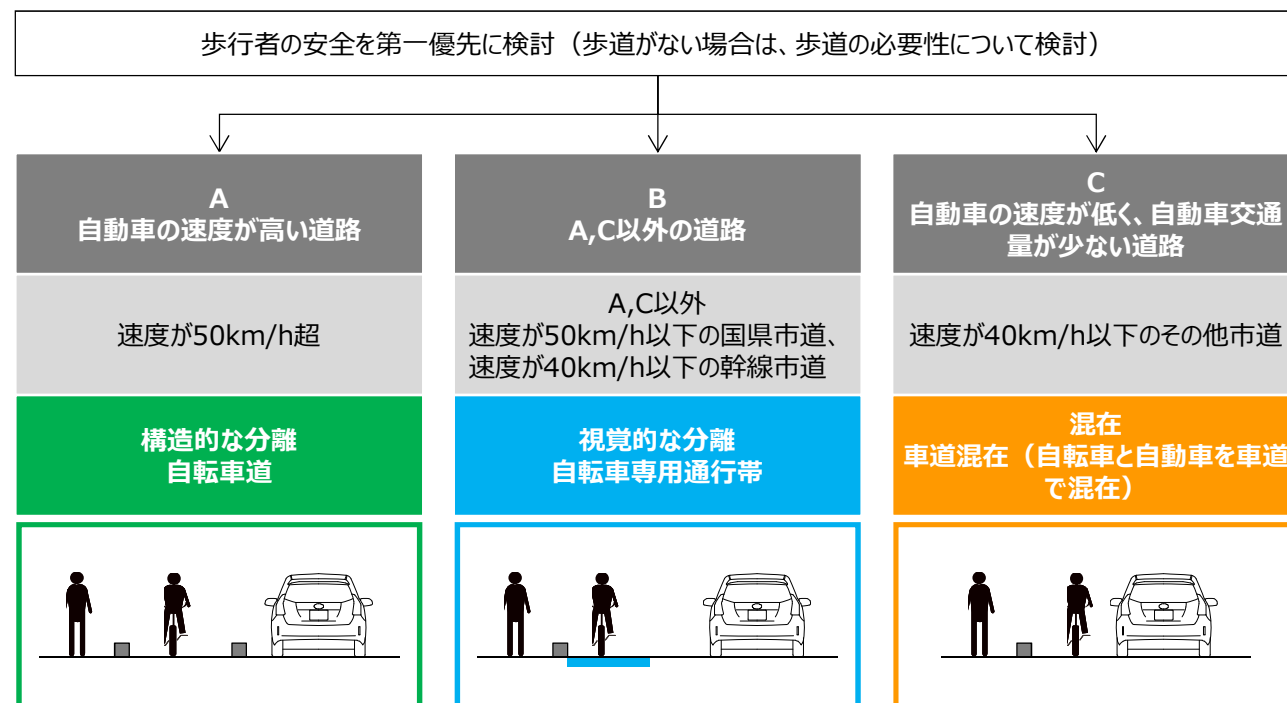 歩行者の安全を第一優先に検討（歩道がない場合は、歩道の必要性について検討）
A
自動車の速度が高い道路
速度が50km/h超
構造的な分離
自転車道
B
A,C以外の道路
A,C以外
速度が50km/h以下の国県市道、
速度が40km/h以下の幹線市道
視覚的な分離
自転車専用通行帯
C
自動車の速度が低く、自動車交通
量が少ない道路
速度が40km/h以下のその他市道
混在
車道混在（自転車と自動車を車道
で混在）